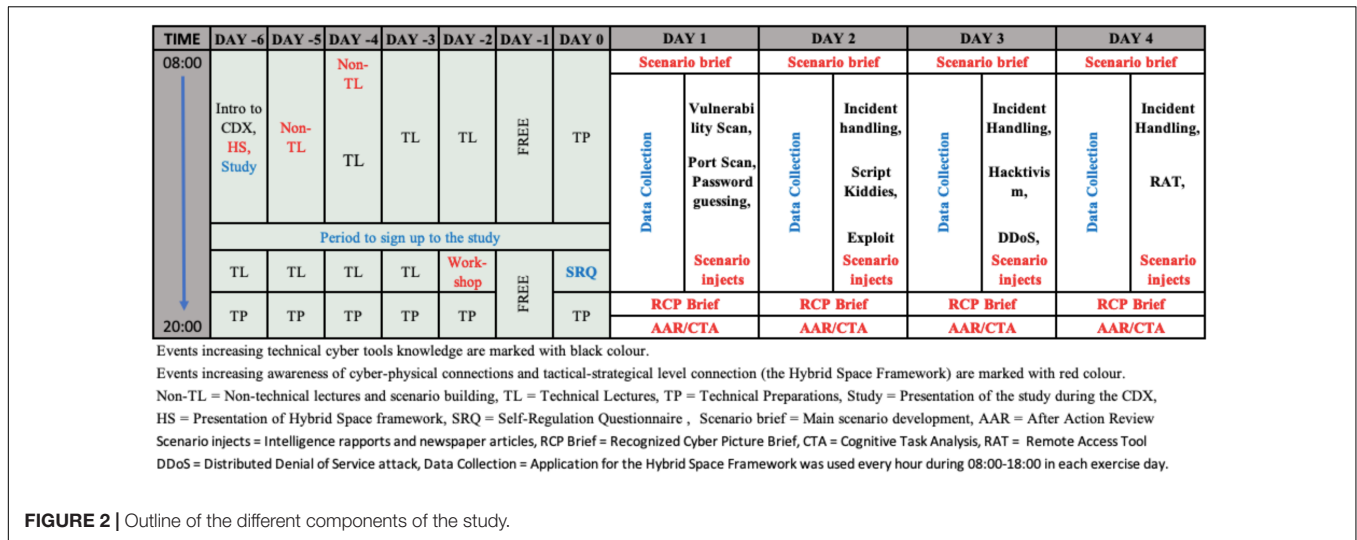 TIME DAY -6 DAY -5 DAY -4 DAY -3 DAY -2 DAY -1 DAY 0 DAY 1 DAY 2 DAY 3 DAY 4
08:00
Intro to
CDX,
HS,
Study
Non-
TL
Non-
TL
TL
TL
TL
FREE
TP
Period to sign up to the study
TL TL TL TL Work-
shop
FREE
SRQ
TP TP TP TP TP TP
20:00
Scenario brief Scenario brief Scenario brief Scenario brief
Data Collection
Vulnerabi
lity Scan,
Port Scan,
Password
guessing,
Scenario
injects
Data Collection
Incident
handling,
Script
Kiddies,
Exploit
Scenario
injects
Data Collection
Incident
Handling,
Hacktivis
m,
DDoS,
Scenario
injects
Data Collection
Incident
Handling,
RAT,
Scenario
injects
RCP Brief RCP Brief RCP Brief RCP Brief
AAR/CTA AAR/CTA AAR/CTA AAR/CTA
Events increasing technical cyber tools knowledge are marked with black colour.
Events increasing awareness of cyber-physical connections and tactical-strategical level connection (the Hybrid Space Framework) are marked with red colour.
Non-TL = Non-technical lectures and scenario building, TL = Technical Lectures, TP = Technical Preparations, Study = Presentation of the study during the CDX,
HS = Presentation of Hybrid Space framework, SRQ = Self-Regulation Questionnaire , Scenario brief = Main scenario development, AAR = After Action Review
Scenario injects = Intelligence rapports and newspaper articles, RCP Brief = Recognized Cyber Picture Brief, CTA = Cognitive Task Analysis, RAT = Remote Access Tool
DDoS = Distributed Denial of Service attack, Data Collection = Application for the Hybrid Space Framework was used every hour during 08:00-18:00 in each exercise day.
FIGURE 2 | Outline of the different components of the study.